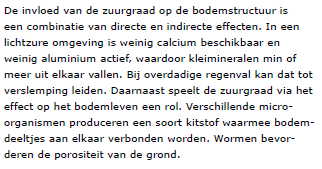 De invloed van de zuurgraad op de bodemstructuur is
een combinatie van directe en indirecte effecten. In een
lichtzure omgeving is weinig calcium beschikbaar en
weinig aluminium actief, waardoor kleimineralen min of
meer uit elkaar vallen. Bij overdadige regenval kan dat tot
verslemping leiden. Daarnaast speelt de zuurgraad via het
effect op het bodemleven een rol. Verschillende micro-
organismen produceren een soort kitstof waarmee bodem-
deeltjes aan elkaar verbonden worden. Wormen bevor-
deren de porositeit van de grond.